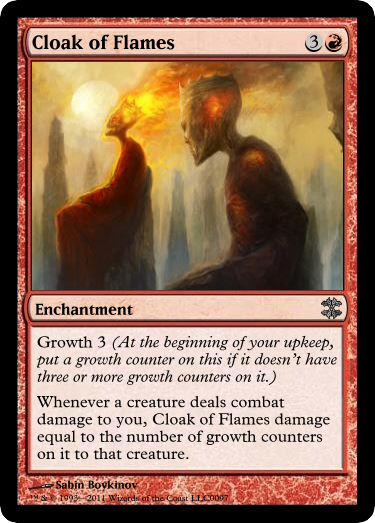 Cloak of Flames 3
Enchantment
Growth 3 (At the beginning of your upkeep,
put a growth counter on this if it doesn't have
three or more growth counters on it.)
Whenever a creature deals combat
damage to you, Cloak of Flames damage
equal to the number of growth counters
on it to that creature.
Sabin Boykinov
™ & © 1993–2011 Wizards of the Coast LLC 0097